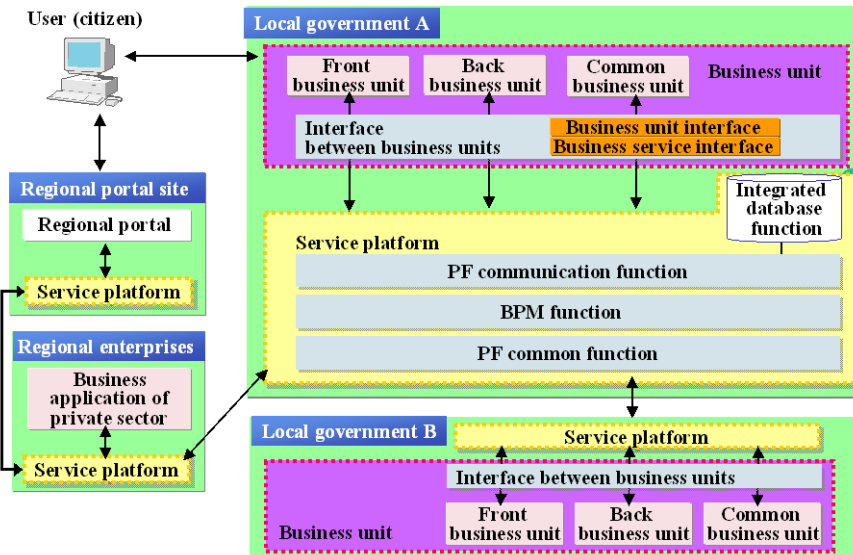 User (citizen)
Local government A
Front
business unit
Back
business unit
Common
business unit
Business unit
Interface
between business units
Business unit interface
Business service interface
Regional portal site
Regional portal
Service platform
Integrated
database
function
Service platform
PF communication function
BPM function
PF common function
Regional enterprises
Business
application of
private sector
Service platform
Local government B
Service platform
Interface between business units
Business unit
Front
business unit
Back
business unit
Common
business unit